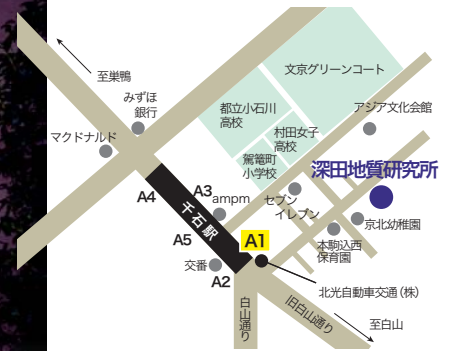 至巣鴨
みずほ
銀行
マクドナルド
文京グリーンコート
都立小石川
高校
村田女子
高校
駕籠町
小学校
アジア文化会館
深田地質研究所
A4
A3
ampm
セブン
イレブン
千石駅
A5
A1
京北幼稚園
本駒込西
保育園
交番
A2
北光自動車交通(株)
白山通り
旧白山通り
至白山